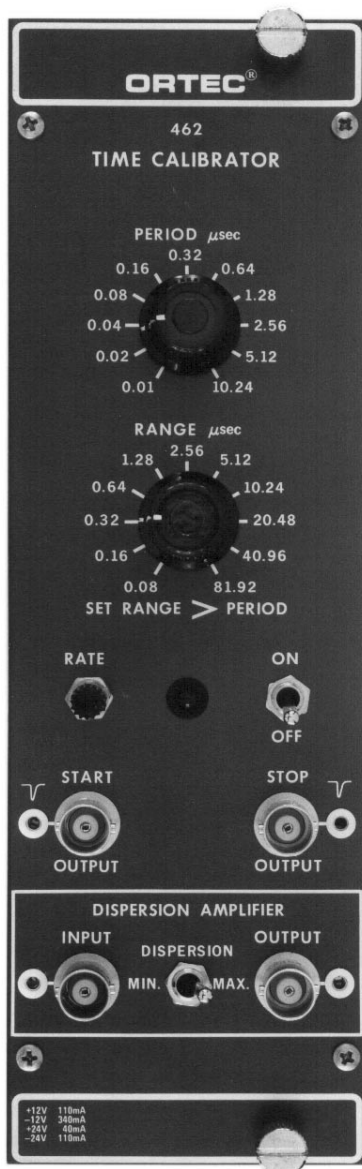 ORTEC®
462
TIME CALIBRATOR
PERIOD μsec
0.32
0.16 0.64
0.08 1.28
0.04 2.56
0.02 5.12
0.01 10.24
RANGE μsec
2.56
1.28 5.12
0.64 10.24
0.32 20.48
0.16 40.96
0.08 81.92
SET RANGE > PERIOD
RATE ON
OFF
START STOP
OUTPUT OUTPUT
DISPERSION AMPLIFIER
INPUT OUTPUT
DISPERSION
MIN. MAX.
+12V 110mA
-12V 340mA
+24V 40mA
-24V 110mA